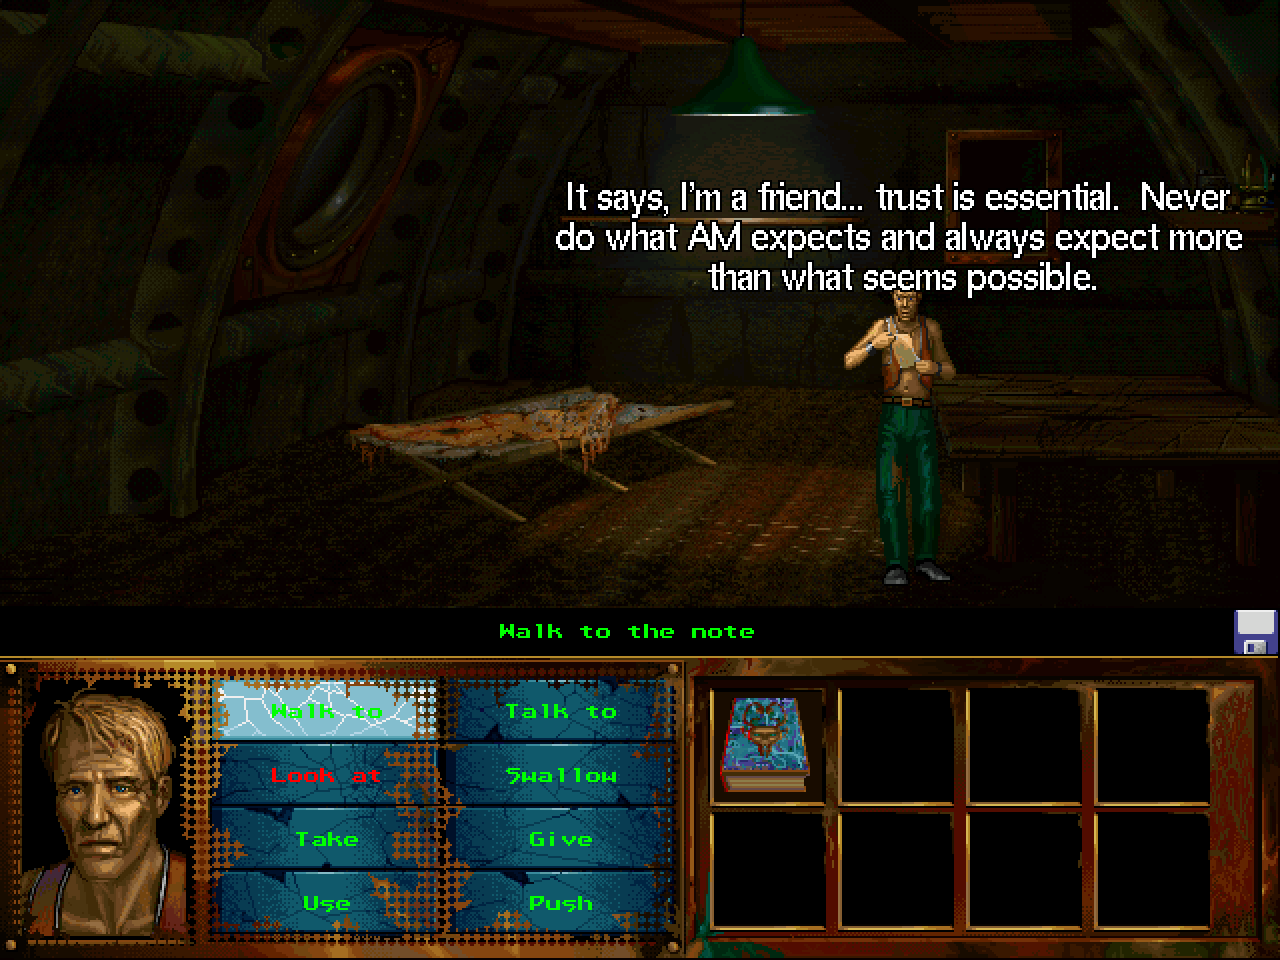 It says, I'm a friend... trust is essential.  Never
do what AM expects and always expect more
than what seems possible.
Walk to the note
Walk to
Talk to
Look at
Swallow
Take
Give
Use
Push